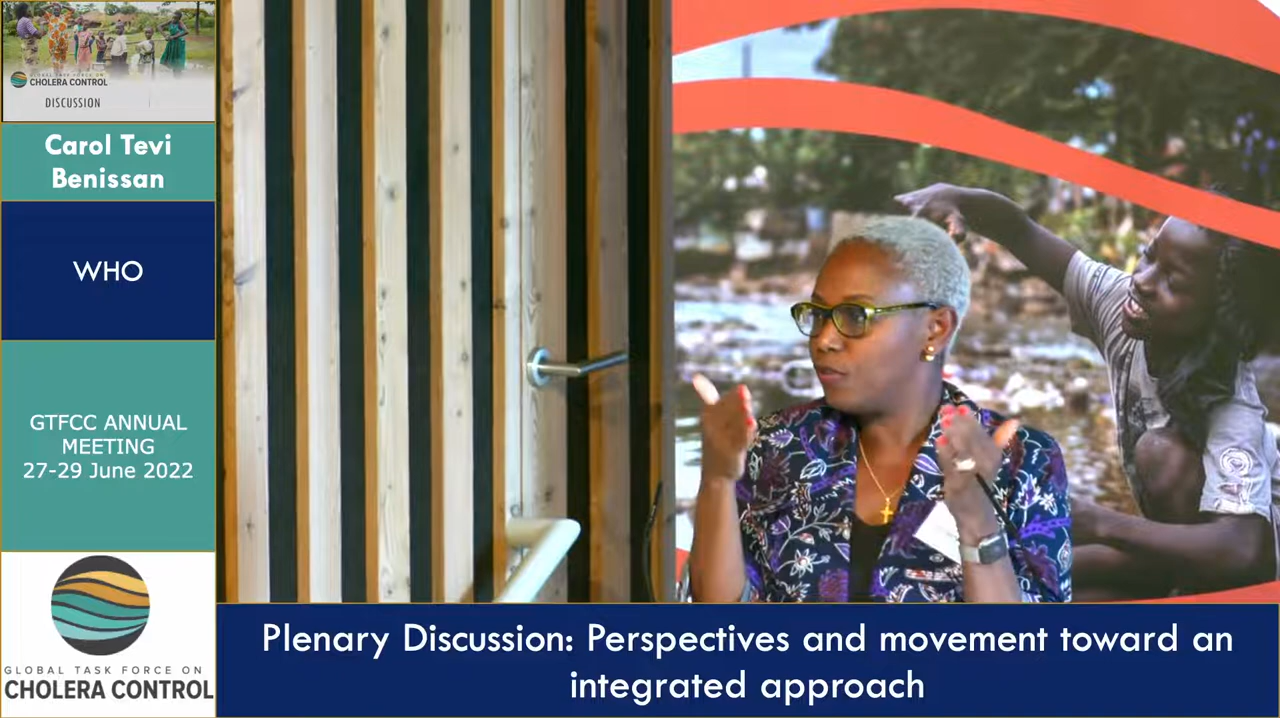 GLOBAL TASK FORCE ON
CHOLERA CONTROL
DISCUSSION
Carol Tevi
Benissan
WHO
GTFCC ANNUAL
MEETING
27-29 June 2022
GLOBAL TASK FORCE ON
CHOLERA CONTROL
Plenary Discussion: Perspectives and movement toward an
integrated approach